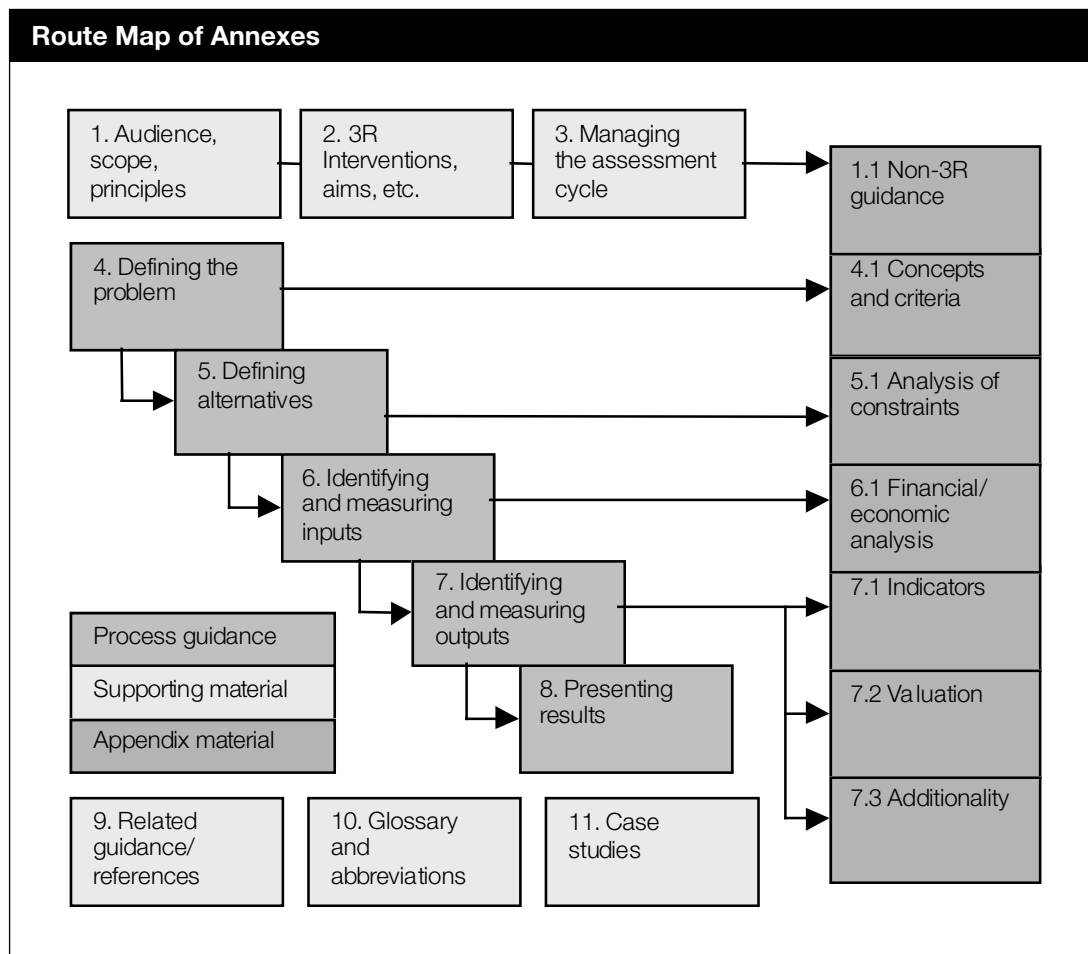 Route Map of Annexes
1. Audience,
scope,
principles
2. 3R
Interventions,
aims, etc.
3. Managing
the assessment
cycle
1.1 Non-3R
guidance
4. Defining the
problem
4.1 Concepts
and criteria
5. Defining
alternatives
5.1 Analysis of
constraints
6. Identifying
and measuring
inputs
6.1 Financial/
economic
analysis
7. Identifying
and measuring
outputs
7.1 Indicators
Process guidance
Supporting material
Appendix material
8. Presenting
results
7.2 Valuation
7.3 Additionality
9. Related
guidance/
references
10. Glossary
and
abbreviations
11. Case
studies